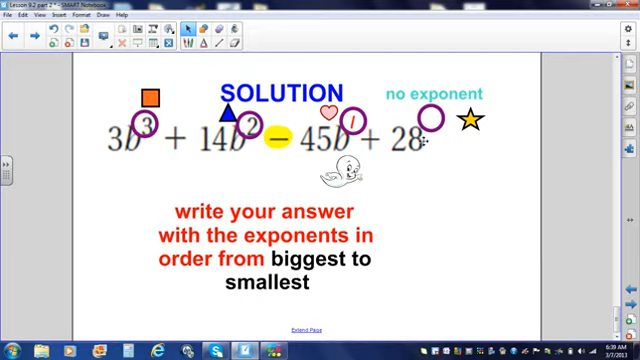 Lesson 9.2 part 2 * - SMART Notebook
File Edit View Insert Format Draw Help
SOLUTION
no exponent
3b³ + 14b² − 45b¹ + 28
write your answer
with the exponents in
order from biggest to
smallest
Extend Page
6:39 AM
3/7/2013